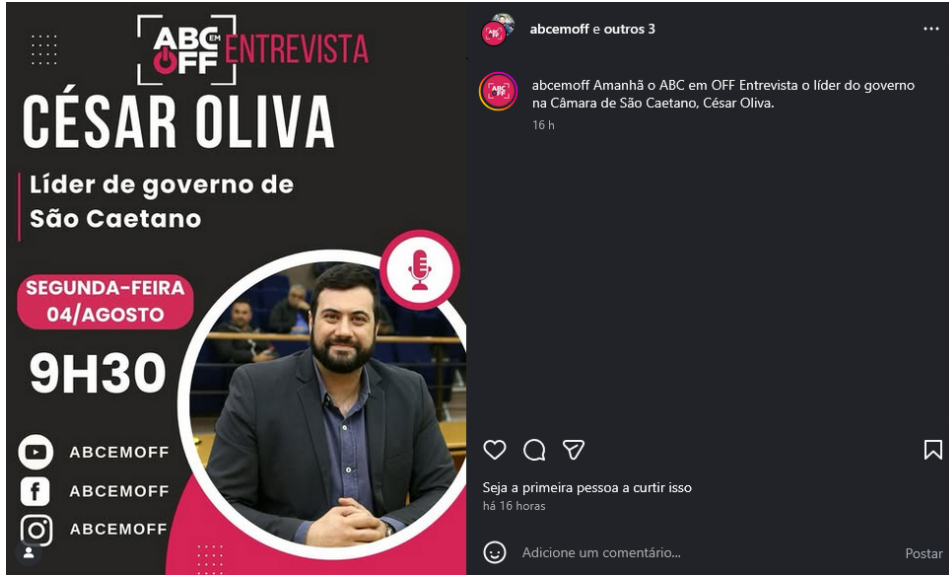 ABC EM OFF ENTREVISTA
CÉSAR OLIVA
Líder de governo de
São Caetano
SEGUNDA-FEIRA
04/AGOSTO
9H30
ABCEMOFF
ABCEMOFF
ABCEMOFF
abcemoff e outros 3
abcemoff Amanhã o ABC em OFF Entrevista o líder do governo
na Câmara de São Caetano, César Oliva.
16 h
Seja a primeira pessoa a curtir isso
há 16 horas
Adicione um comentário...
Postar